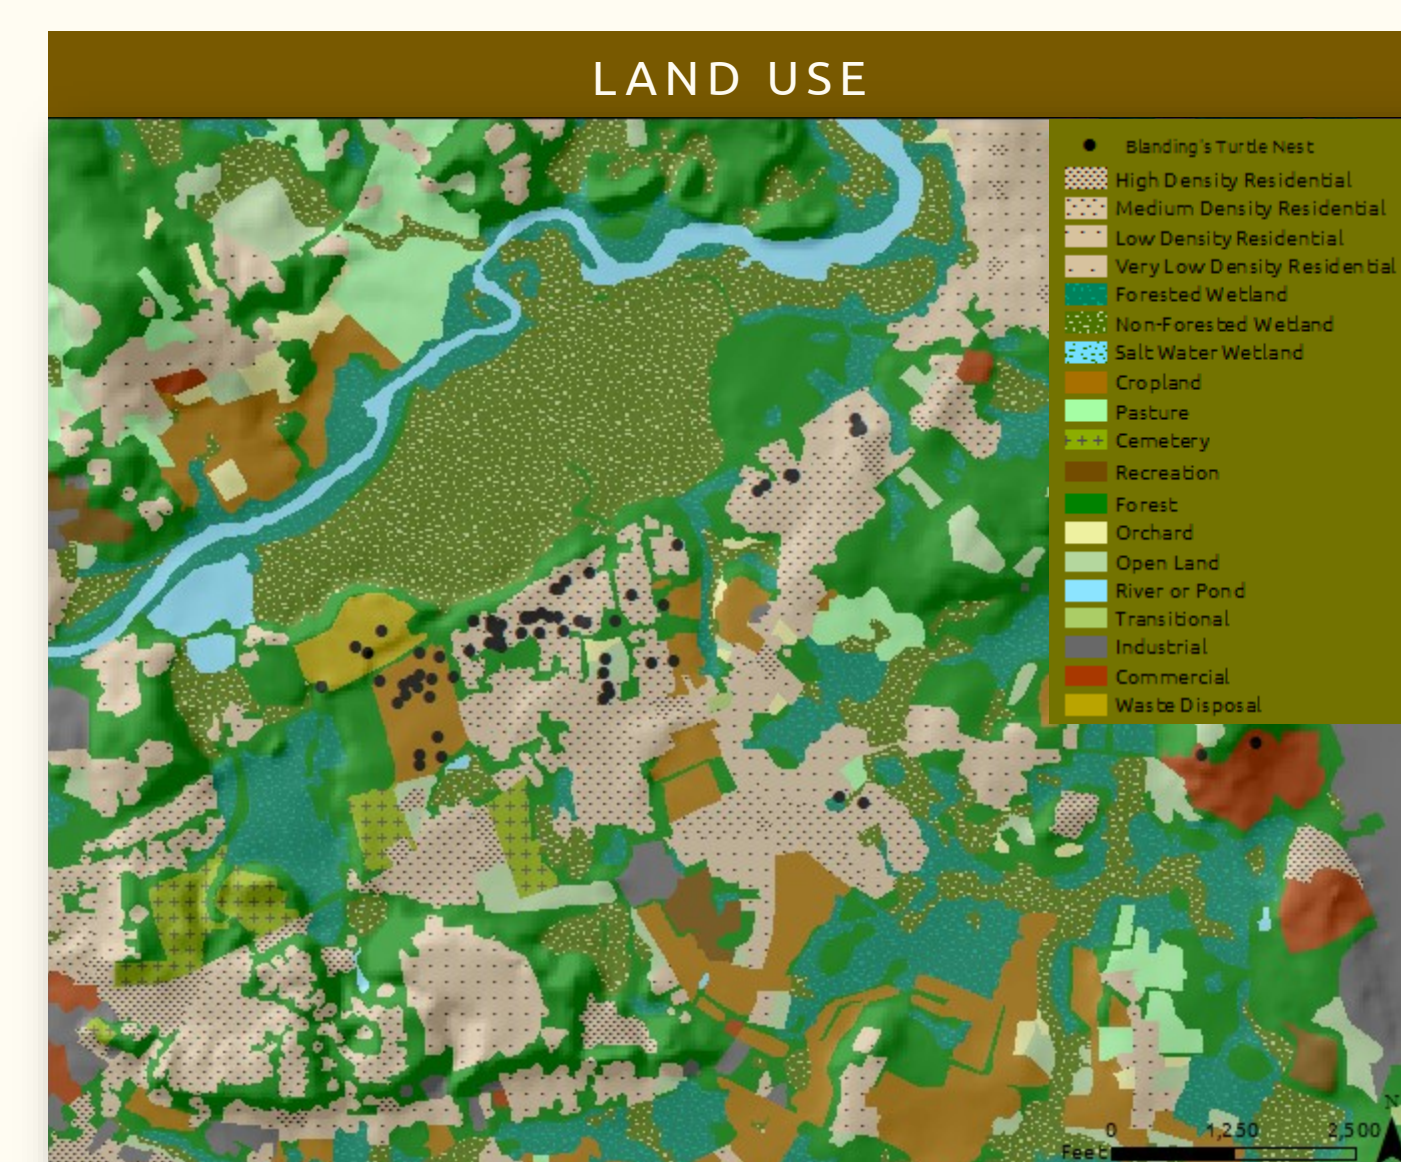 LAND USE
Blanding's Turtle Nest
High Density Residential
Medium Density Residential
Low Density Residential
Very Low Density Residential
Forested Wetland
Non-Forested Wetland
Salt Water Wetland
Cropland
Pasture
Cemetery
Recreation
Forest
Orchard
Open Land
River or Pond
Transitional
Industrial
Commercial
Waste Disposal
N
0 1,250 2,500
Feet